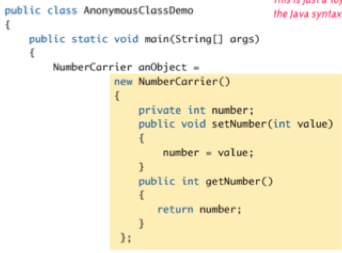 This is just a toy
the Java syntax
public class AnonymousClassDemo
{
public static void main(String[] args)
{
NumberCarrier anObject =
new NumberCarrier()
{
private int number;
public void setNumber(int value)
{
number = value;
}
public int getNumber()
{
return number;
}
};